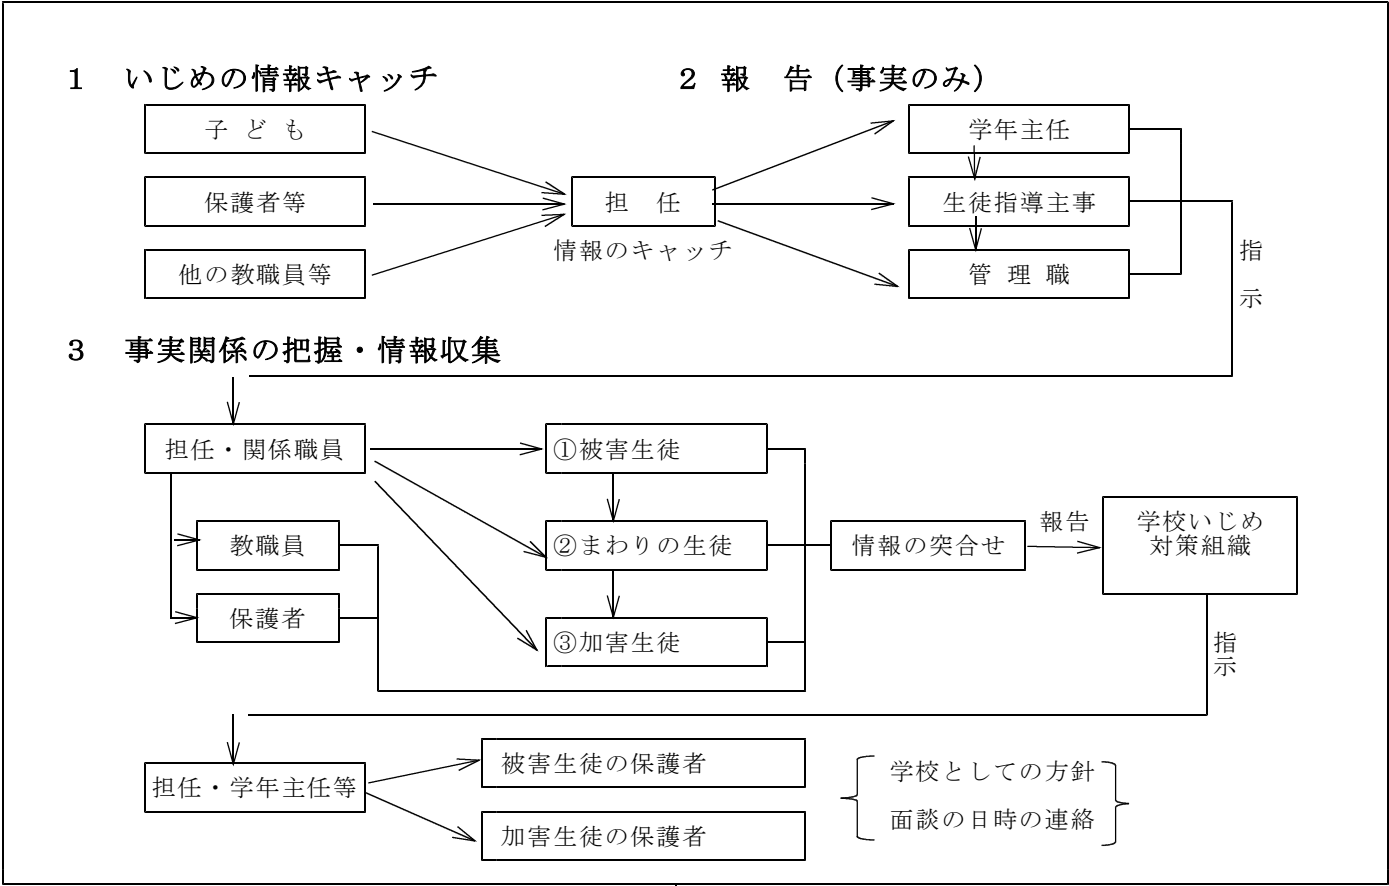 １　いじめの情報キャッチ
２ 報　告（事実のみ）
子 ど も
保護者等
他の教職員等
担　任
情報のキャッチ
学年主任
生徒指導主事
管 理 職
指
示
３　事実関係の把握・情報収集
担任・関係職員
教職員
保護者
①被害生徒
②まわりの生徒
③加害生徒
情報の突合せ
報告
学校いじめ
対策組織
指
示
担任・学年主任等
被害生徒の保護者
加害生徒の保護者
学校としての方針
面談の日時の連絡